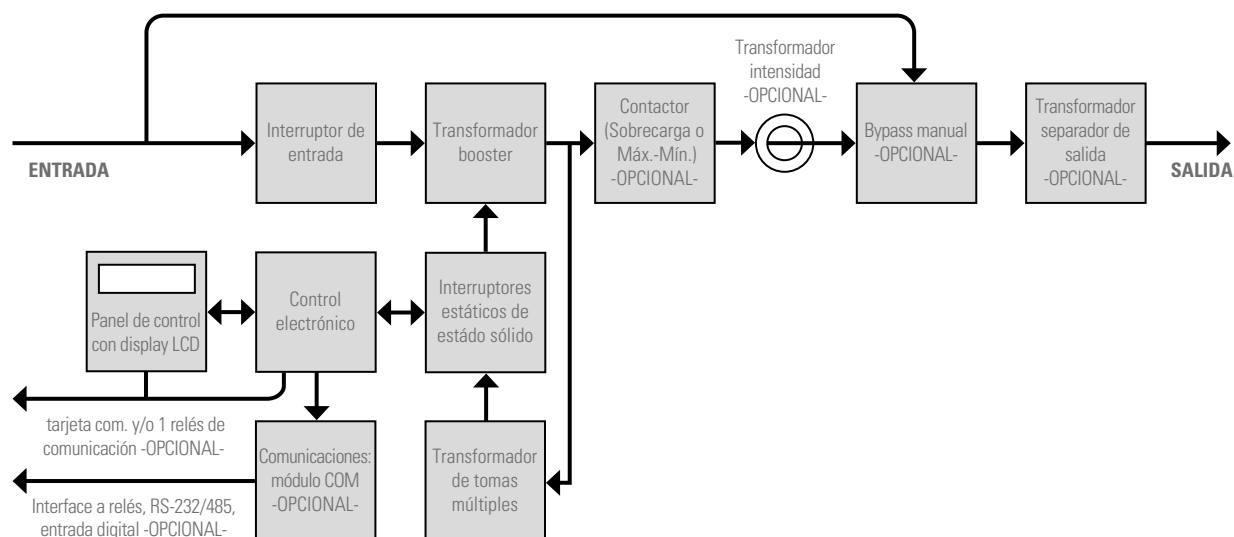 Transformador
intensidad
-OPCIONAL-
Interruptor de
entrada
Transformador
booster
Contactor
(Sobrecarga o
Máx.-Mín.)
-OPCIONAL-
Bypass manual
-OPCIONAL-
Transformador
separador de
salida
-OPCIONAL-
ENTRADA
SALIDA
Panel de control
con display LCD
Control
electrónico
Interruptores
estáticos de
estádo sólido
tarjeta com. y/o 1 relés de
comunicación -OPCIONAL-
Comunicaciones:
módulo COM
-OPCIONAL-
Transformador
de tomas
múltiples
Interface a relés, RS-232/485,
entrada digital -OPCIONAL-